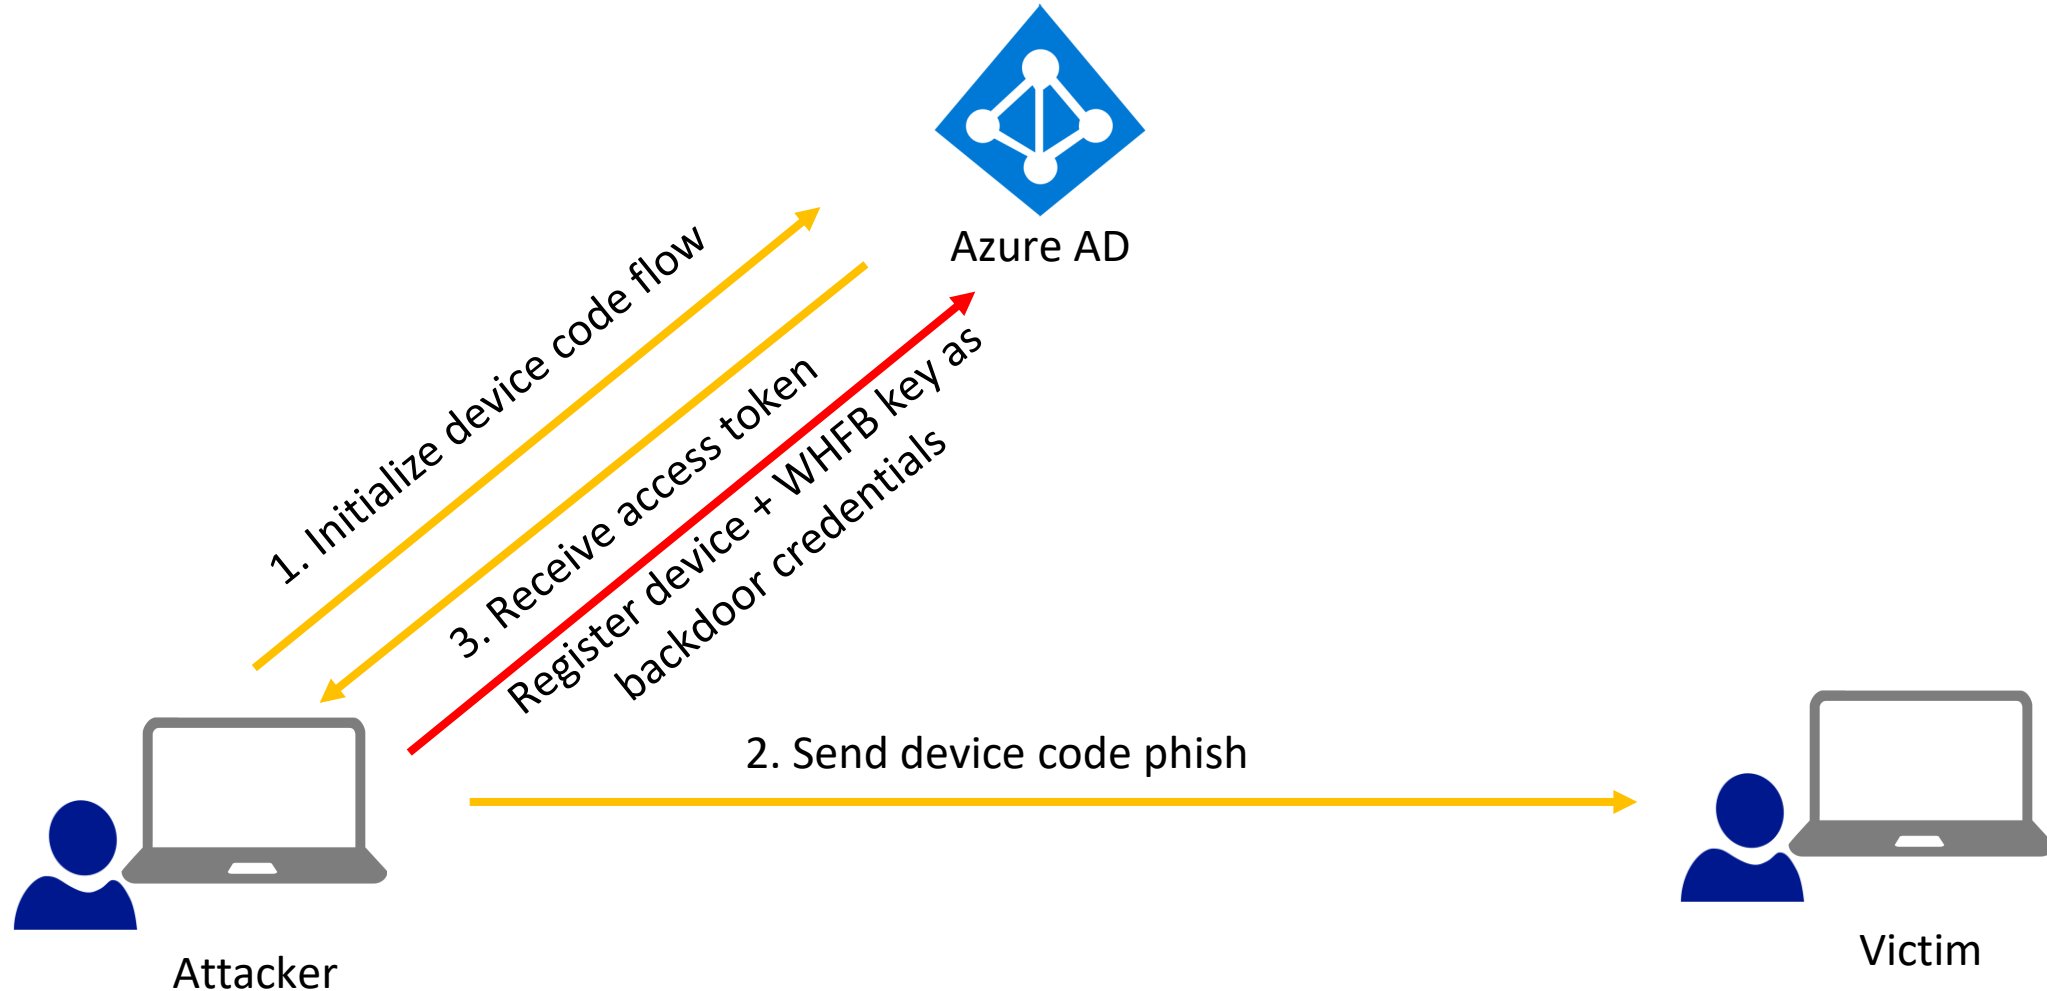 Azure AD
1. Initialize device code flow
3. Receive access token
Register device + WHFB key as
backdoor credentials
2. Send device code phish
Attacker
Victim